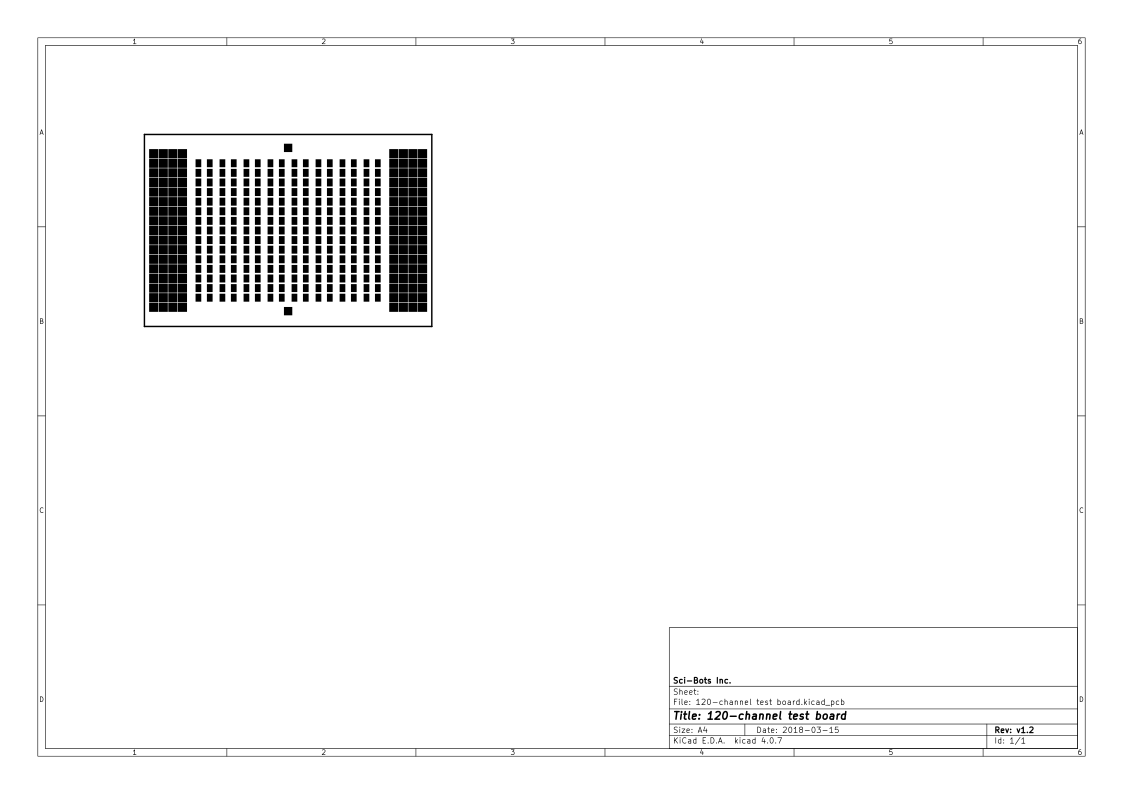 1 2 3 4 5 6
A A
B B
C C
D D
Sci-Bots Inc.
Sheet:
File: 120-channel test board.kicad_pcb
Title: 120-channel test board
Size: A4 Date: 2018-03-15 Rev: v1.2
KiCad E.D.A. kicad 4.0.7 Id: 1/1
1 2 3 4 5 6